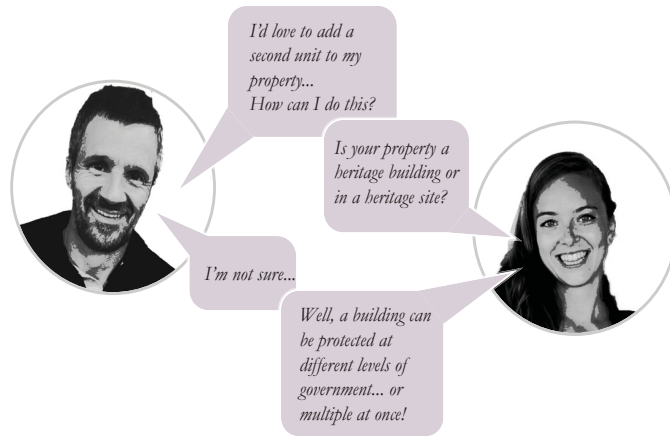 I'd love to add a
second unit to my
property...
How can I do this?
Is your property a
heritage building or
in a heritage site?
I'm not sure...
Well, a building can
be protected at
different levels of
government... or
multiple at once!